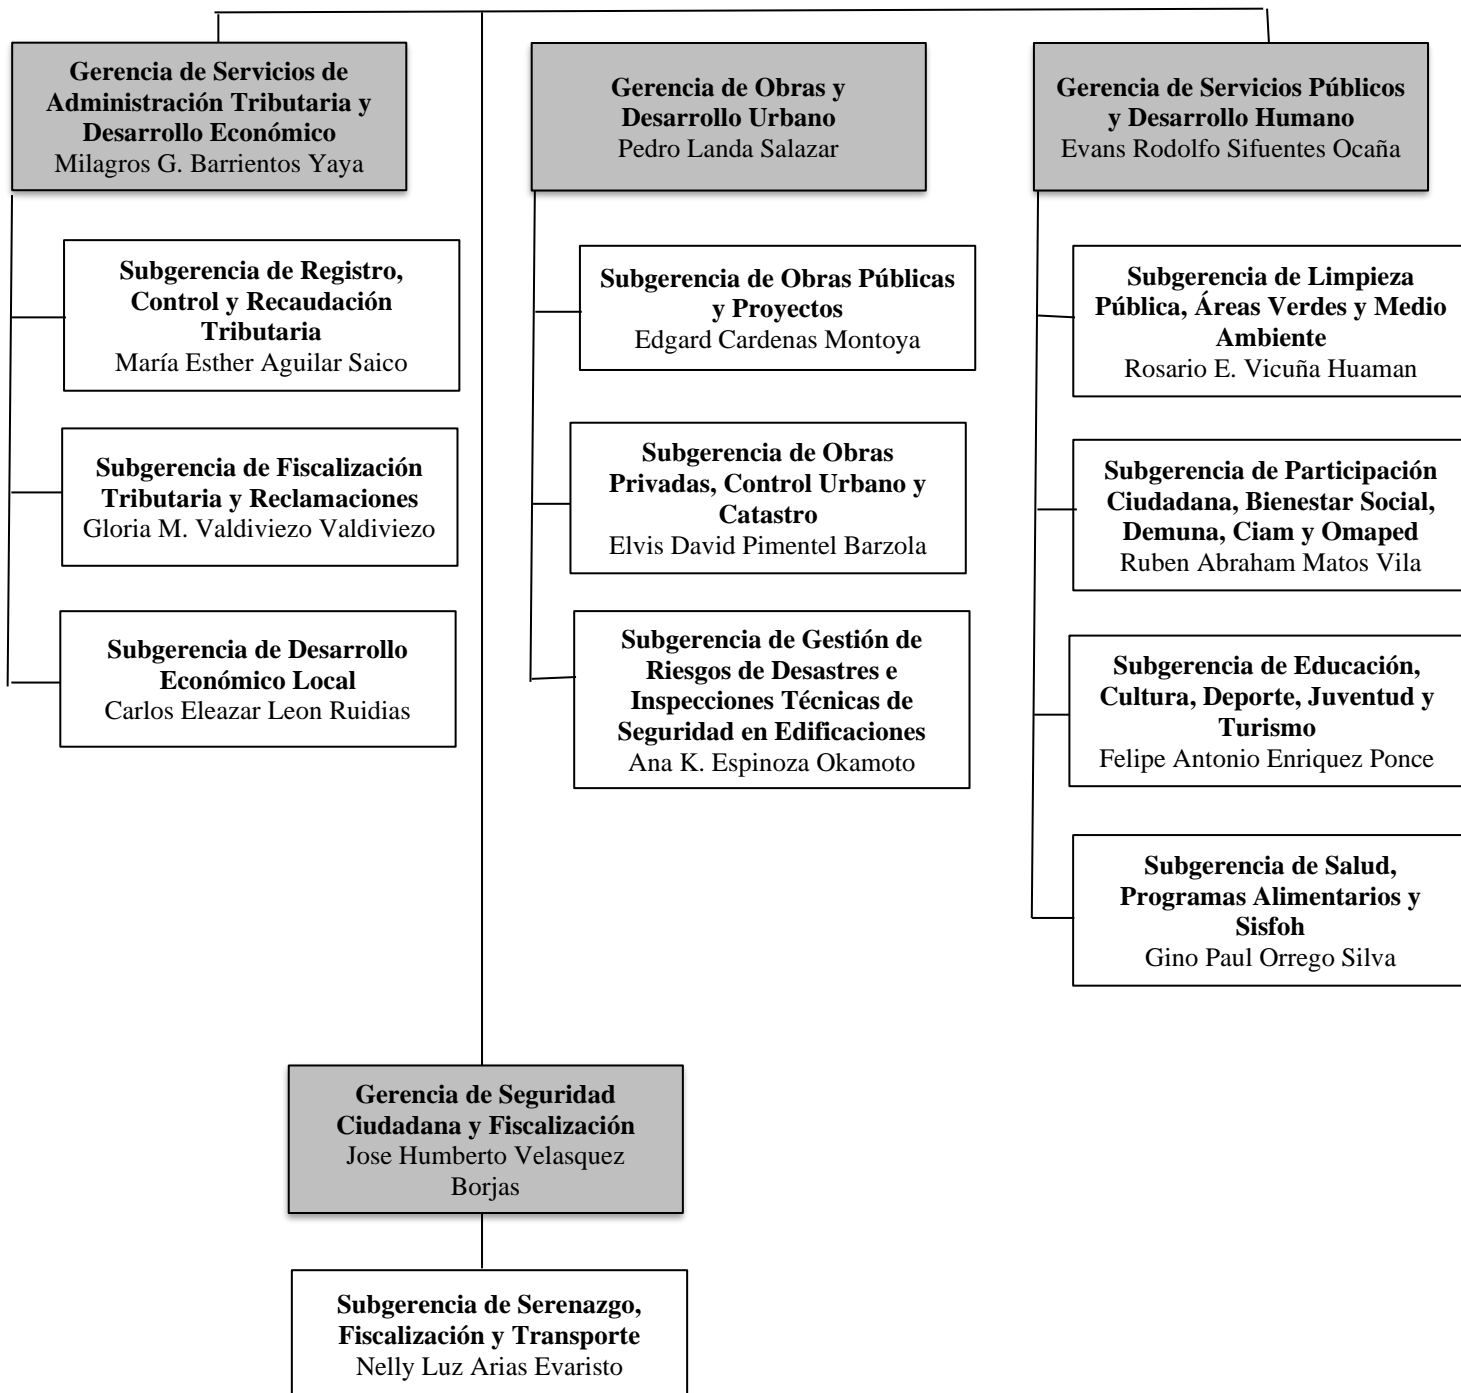 Gerencia de Servicios de
Administración Tributaria y
Desarrollo Económico
Milagros G. Barrientos Yaya
Subgerencia de Registro,
Control y Recaudación
Tributaria
María Esther Aguilar Saico
Subgerencia de Fiscalización
Tributaria y Reclamaciones
Gloria M. Valdiviezo Valdiviezo
Subgerencia de Desarrollo
Económico Local
Carlos Eleazar Leon Ruidias
Gerencia de Obras y
Desarrollo Urbano
Pedro Landa Salazar
Subgerencia de Obras Públicas
y Proyectos
Edgard Cardenas Montoya
Subgerencia de Obras
Privadas, Control Urbano y
Catastro
Elvis David Pimentel Barzola
Subgerencia de Gestión de
Riesgos de Desastres e
Inspecciones Técnicas de
Seguridad en Edificaciones
Ana K. Espinoza Okamoto
Gerencia de Servicios Públicos
y Desarrollo Humano
Evans Rodolfo Sifuentes Ocaña
Subgerencia de Limpieza
Pública, Áreas Verdes y Medio
Ambiente
Rosario E. Vicuña Huaman
Subgerencia de Participación
Ciudadana, Bienestar Social,
Demuna, Ciam y Omaped
Ruben Abraham Matos Vila
Subgerencia de Educación,
Cultura, Deporte, Juventud y
Turismo
Felipe Antonio Enriquez Ponce
Subgerencia de Salud,
Programas Alimentarios y
Sisfoh
Gino Paul Orrego Silva
Gerencia de Seguridad
Ciudadana y Fiscalización
Jose Humberto Velasquez
Borjas
Subgerencia de Serenazgo,
Fiscalización y Transporte
Nelly Luz Arias Evaristo